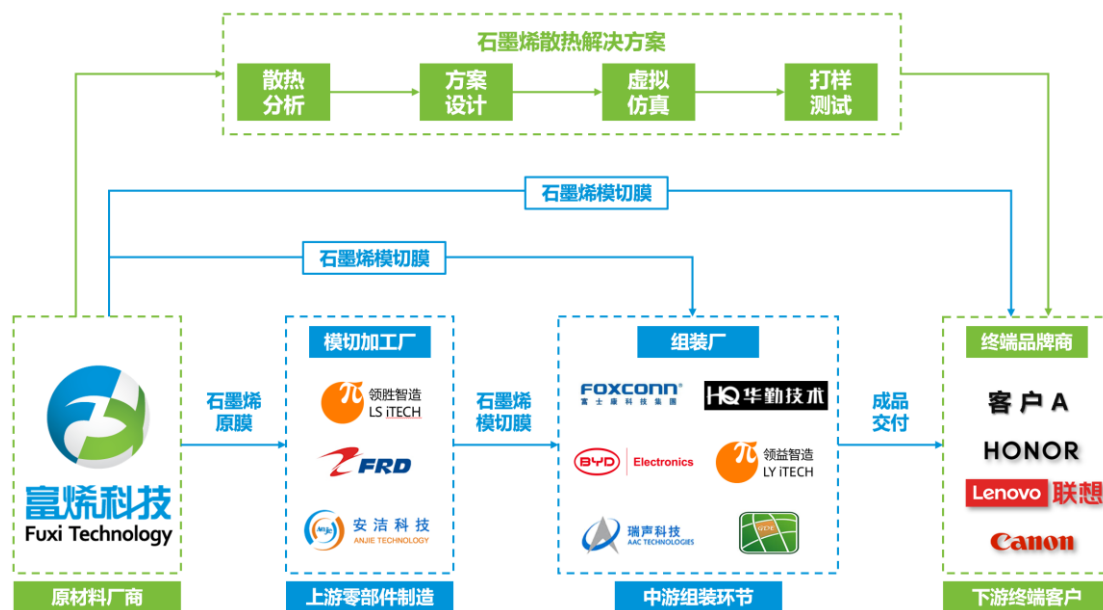 石墨烯散热解决方案
散热
分析
方案
设计
虚拟
仿真
打样
测试
石墨烯模切膜
石墨烯模切膜
富烯科技
Fuxi Technology
原材料厂商
石墨烯
原膜
模切加工厂
领胜智造
LS iTECH
FRD
安洁科技
ANJIE TECHNOLOGY
上游零部件制造
石墨烯
模切膜
组装厂
FOXCONN®
富士康科技集团
HQ 华勤技术
BYD Electronics
领益智造
LY iTECH
瑞声科技
AAC TECHNOLOGIES
中游组装环节
成品
交付
终端品牌商
客户A
HONOR
Lenovo 联想
Canon
下游终端客户